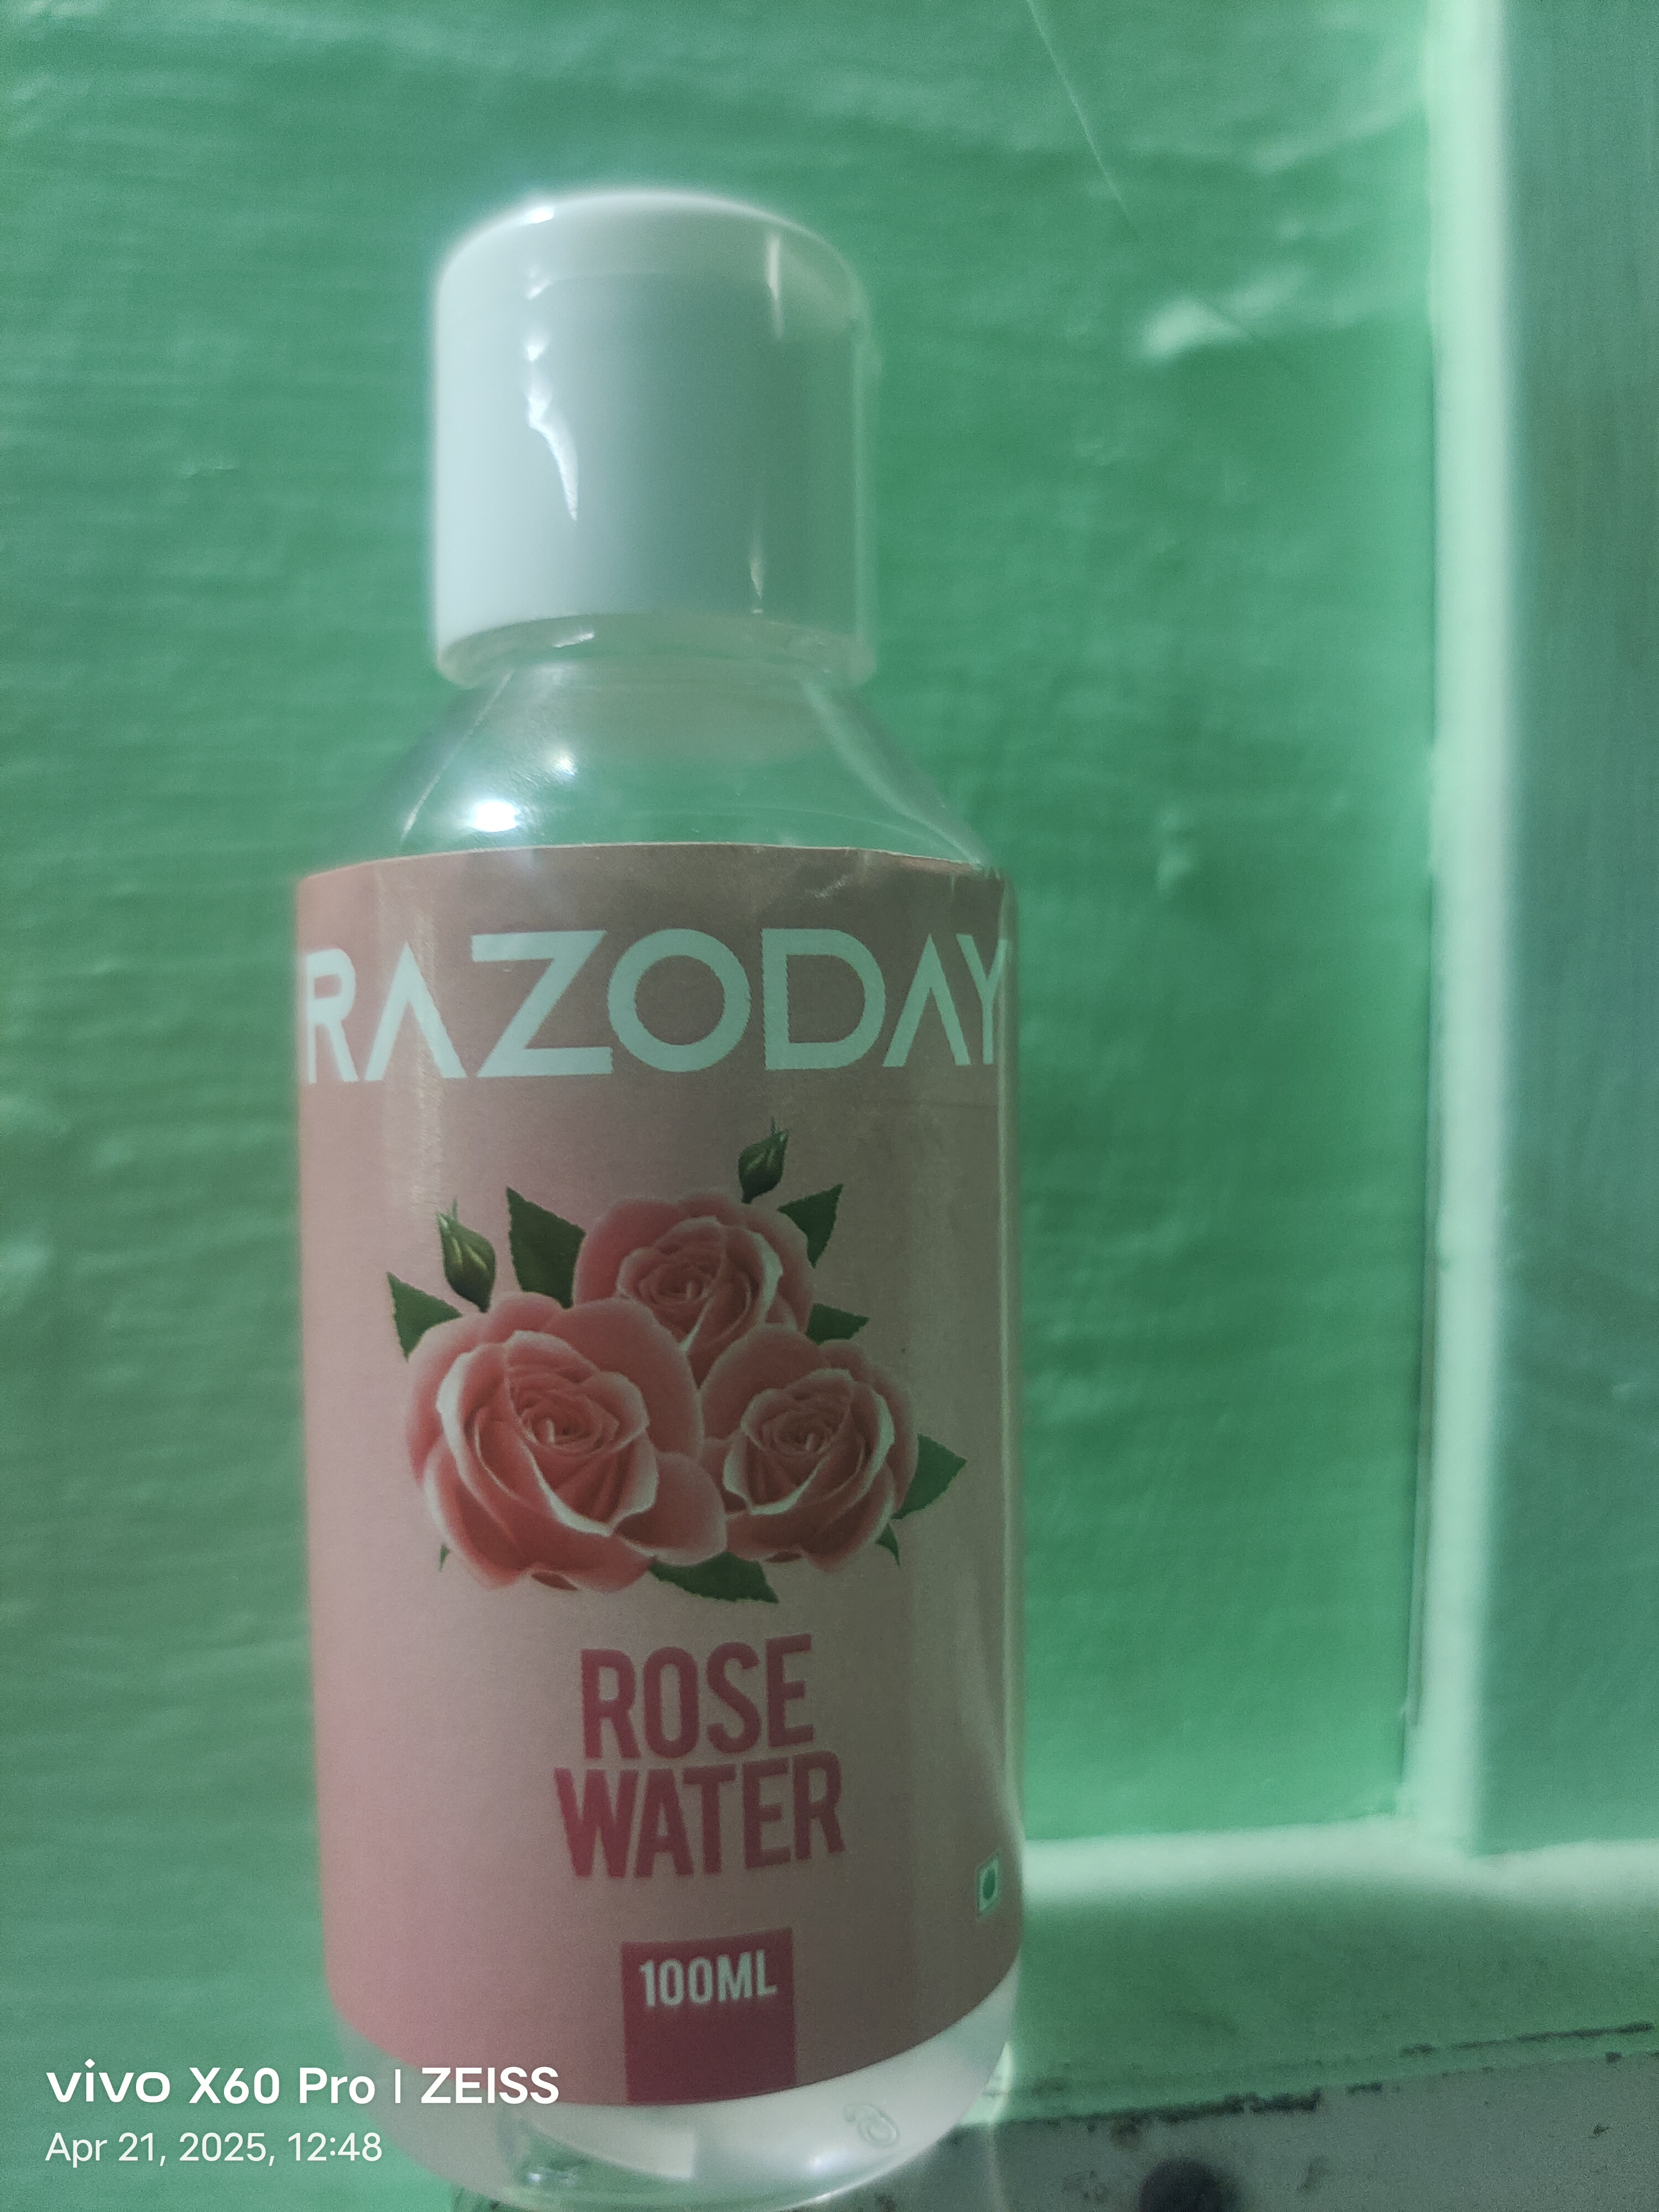 RAZODAY
ROSE
WATER
100ML
vivo X60 Pro | ZEISS
Apr 21, 2025, 12:48